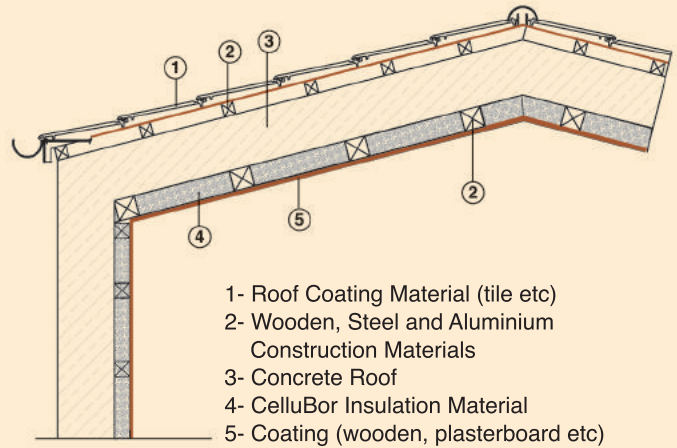 3
2
1
2
5
4
1- Roof Coating Material (tile etc)
2- Wooden, Steel and Aluminium
Construction Materials
3- Concrete Roof
4- CelluBor Insulation Material
5- Coating (wooden, plasterboard etc)